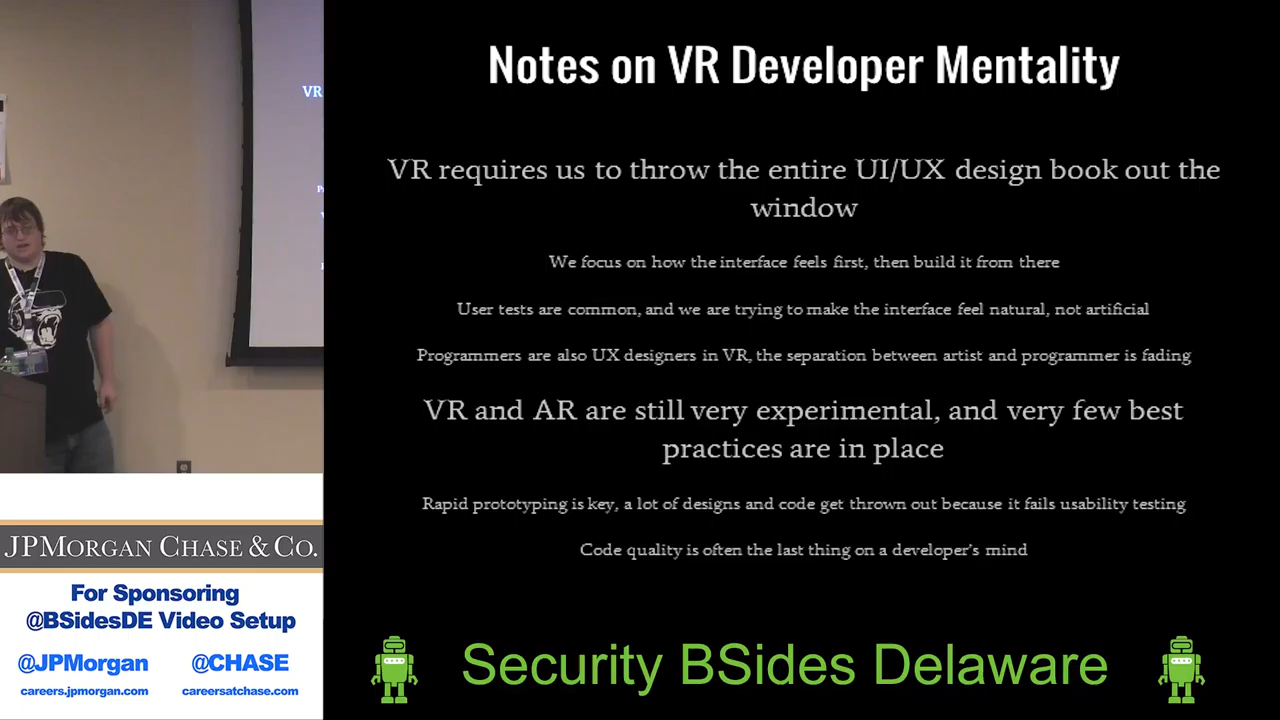 Notes on VR Developer Mentality
VR requires us to throw the entire UI/UX design book out the
window
We focus on how the interface feels first, then build it from there
User tests are common, and we are trying to make the interface feel natural, not artificial
Programmers are also UX designers in VR, the separation between artist and programmer is fading
VR and AR are still very experimental, and very few best
practices are in place
Rapid prototyping is key, a lot of designs and code get thrown out because it fails usability testing
Code quality is often the last thing on a developer's mind
VR
JPMORGAN CHASE & CO.
For Sponsoring
@BSidesDE Video Setup
@JPMorgan @CHASE
careers.jpmorgan.com careersatchase.com
Security BSides Delaware